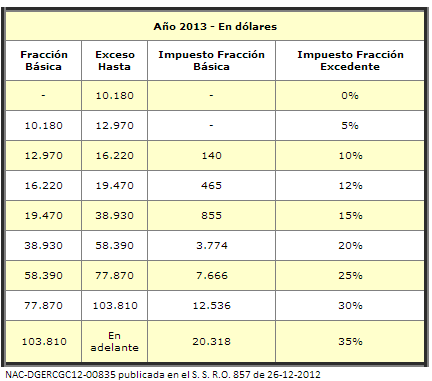 Año 2013 - En dólares
Fracción Básica Exceso Hasta Impuesto Fracción Básica Impuesto Fracción Excedente
- 10.180 - 0%
10.180 12.970 - 5%
12.970 16.220 140 10%
16.220 19.470 465 12%
19.470 38.930 855 15%
38.930 58.390 3.774 20%
58.390 77.870 7.666 25%
77.870 103.810 12.536 30%
103.810 En adelante 20.318 35%
NAC-DGERCGC12-00835 publicada en el S. S. R.O. 857 de 26-12-2012